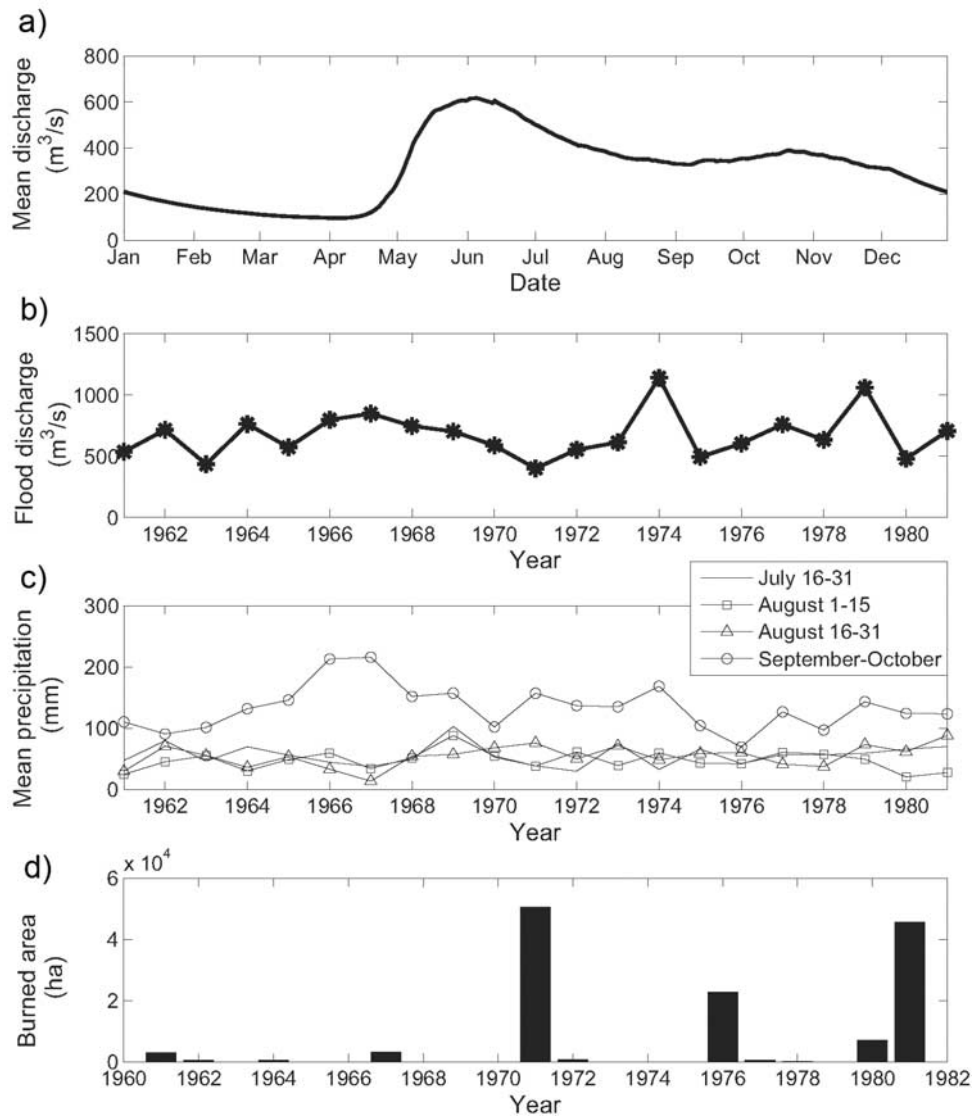 a)
Mean discharge
(m³/s)
800
600
400
200
0
Jan Feb Mar Apr May Jun Jul Aug Sep Oct Nov Dec
Date
b)
Flood discharge
(m³/s)
1500
1000
500
0
1962 1964 1966 1968 1970 1972 1974 1976 1978 1980
Year
c)
July 16-31
August 1-15
August 16-31
September-October
Mean precipitation
(mm)
300
200
100
0
1962 1964 1966 1968 1970 1972 1974 1976 1978 1980
Year
d)
x 10⁴
Burned area
(ha)
6
4
2
0
1960 1962 1964 1966 1968 1970 1972 1974 1976 1978 1980 1982
Year